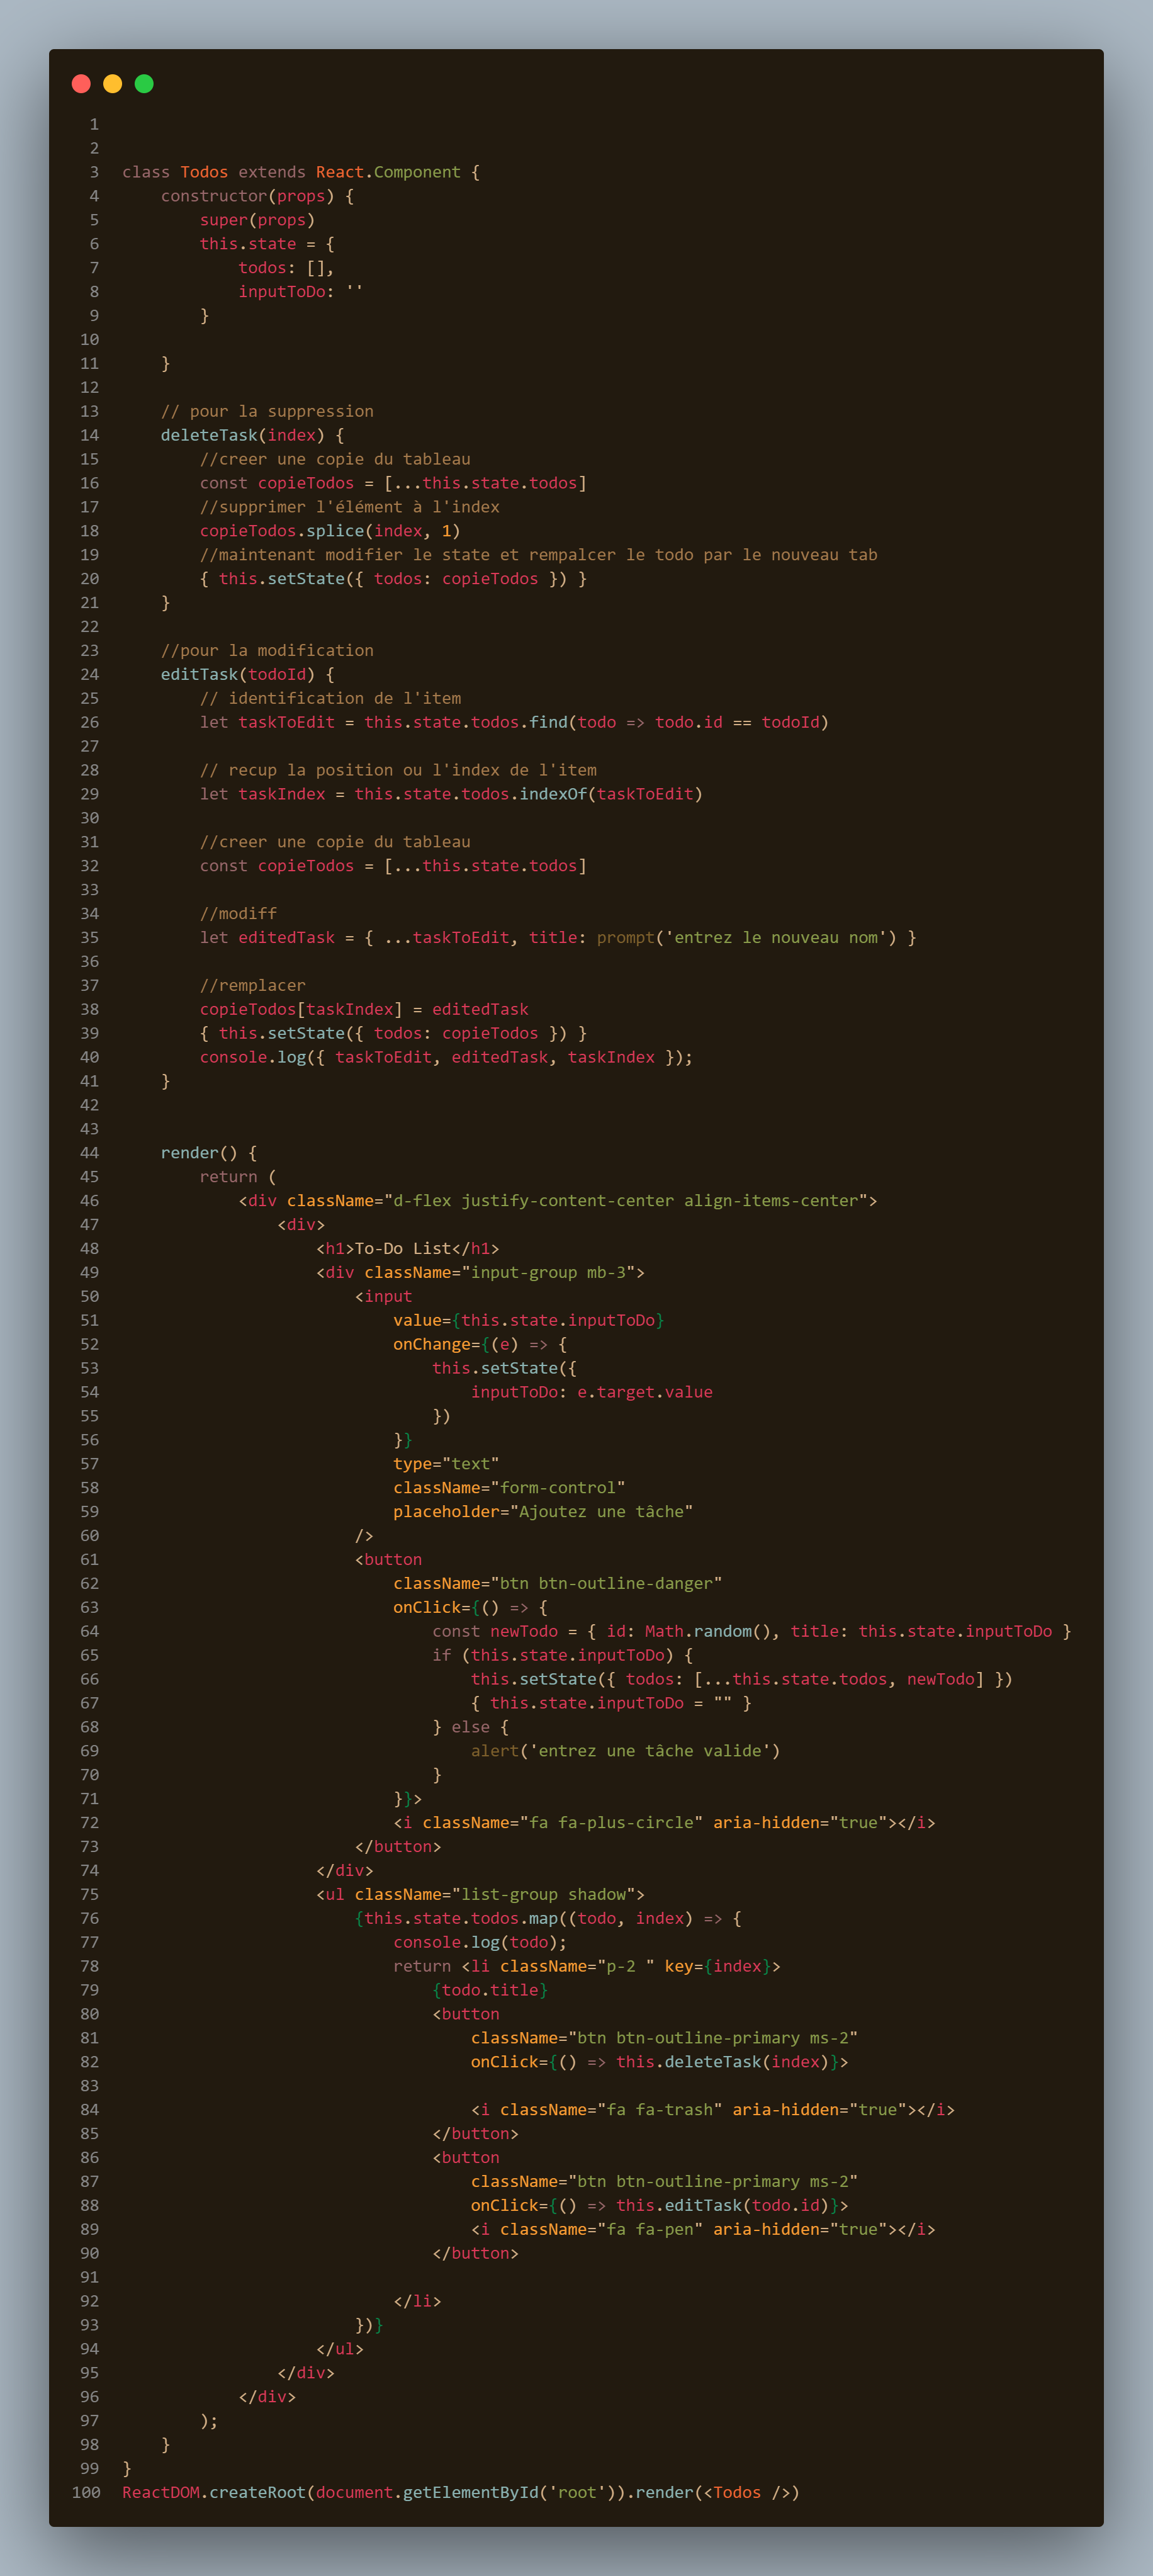 1
2
3 class Todos extends React.Component {
4 constructor(props) {
5 super(props)
6 this.state = {
7 todos: [],
8 inputToDo: ''
9 }
10
11 }
12
13 // pour la suppression
14 deleteTask(index) {
15 //creer une copie du tableau
16 const copieTodos = [...this.state.todos]
17 //supprimer l'élément à l'index
18 copieTodos.splice(index, 1)
19 //maintenant modifier le state et rempalcer le todo par le nouveau tab
20 { this.setState({ todos: copieTodos }) }
21 }
22
23 //pour la modification
24 editTask(todoId) {
25 // identification de l'item
26 let taskToEdit = this.state.todos.find(todo => todo.id == todoId)
27
28 // recup la position ou l'index de l'item
29 let taskIndex = this.state.todos.indexOf(taskToEdit)
30
31 //creer une copie du tableau
32 const copieTodos = [...this.state.todos]
33
34 //modiff
35 let editedTask = { ...taskToEdit, title: prompt('entrez le nouveau nom') }
36
37 //remplacer
38 copieTodos[taskIndex] = editedTask
39 { this.setState({ todos: copieTodos }) }
40 console.log({ taskToEdit, editedTask, taskIndex });
41 }
42
43
44 render() {
45 return (
46 <div className="d-flex justify-content-center align-items-center">
47 <div>
48 <h1>To-Do List</h1>
49 <div className="input-group mb-3">
50 <input
51 value={this.state.inputToDo}
52 onChange={(e) => {
53 this.setState({
54 inputToDo: e.target.value
55 })
56 }}
57 type="text"
58 className="form-control"
59 placeholder="Ajoutez une tâche"
60 />
61 <button
62 className="btn btn-outline-danger"
63 onClick={() => {
64 const newTodo = { id: Math.random(), title: this.state.inputToDo }
65 if (this.state.inputToDo) {
66 this.setState({ todos: [...this.state.todos, newTodo] })
67 { this.state.inputToDo = "" }
68 } else {
69 alert('entrez une tâche valide')
70 }
71 }}>
72 <i className="fa fa-plus-circle" aria-hidden="true"></i>
73 </button>
74 </div>
75 <ul className="list-group shadow">
76 {this.state.todos.map((todo, index) => {
77 console.log(todo);
78 return <li className="p-2 " key={index}>
79 {todo.title}
80 <button
81 className="btn btn-outline-primary ms-2"
82 onClick={() => this.deleteTask(index)}>
83
84 <i className="fa fa-trash" aria-hidden="true"></i>
85 </button>
86 <button
87 className="btn btn-outline-primary ms-2"
88 onClick={() => this.editTask(todo.id)}>
89 <i className="fa fa-pen" aria-hidden="true"></i>
90 </button>
91
92 </li>
93 })}
94 </ul>
95 </div>
96 </div>
97 );
98 }
99 }
100 ReactDOM.createRoot(document.getElementById('root')).render(<Todos />)